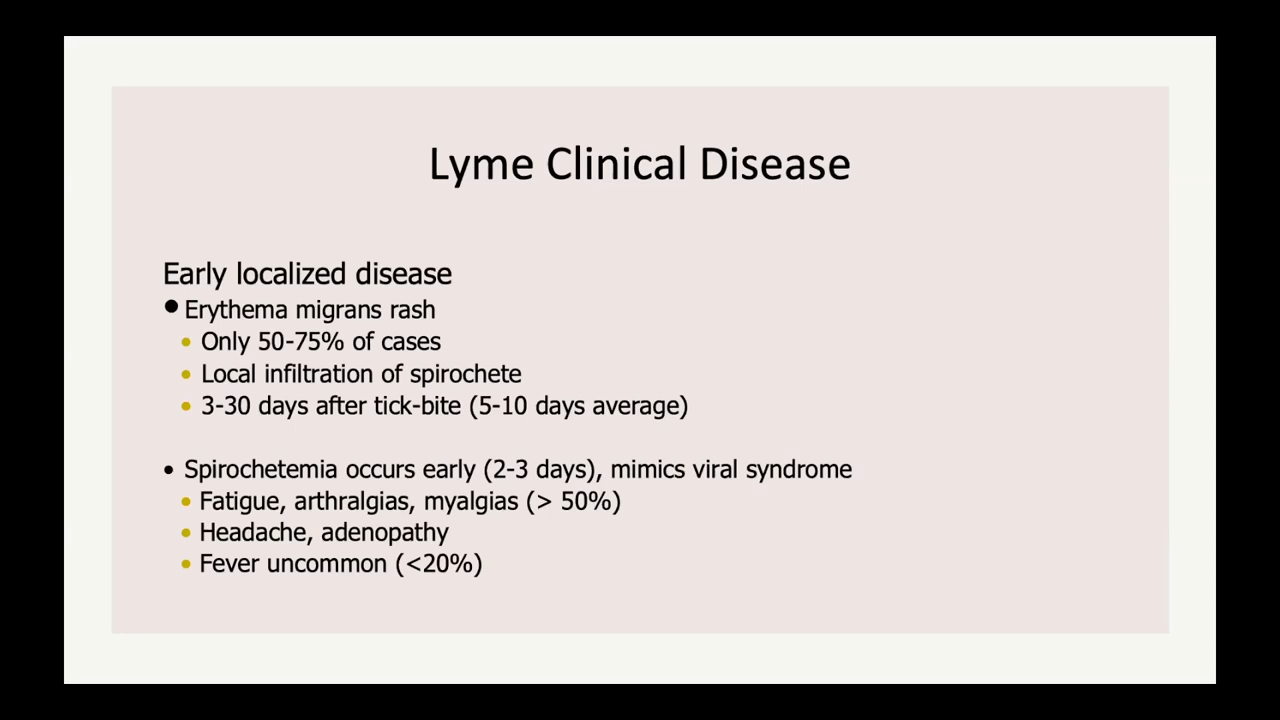 Lyme Clinical Disease
Early localized disease
● Erythema migrans rash
• Only 50-75% of cases
• Local infiltration of spirochete
• 3-30 days after tick-bite (5-10 days average)
• Spirochetemia occurs early (2-3 days), mimics viral syndrome
• Fatigue, arthralgias, myalgias (> 50%)
• Headache, adenopathy
• Fever uncommon (<20%)